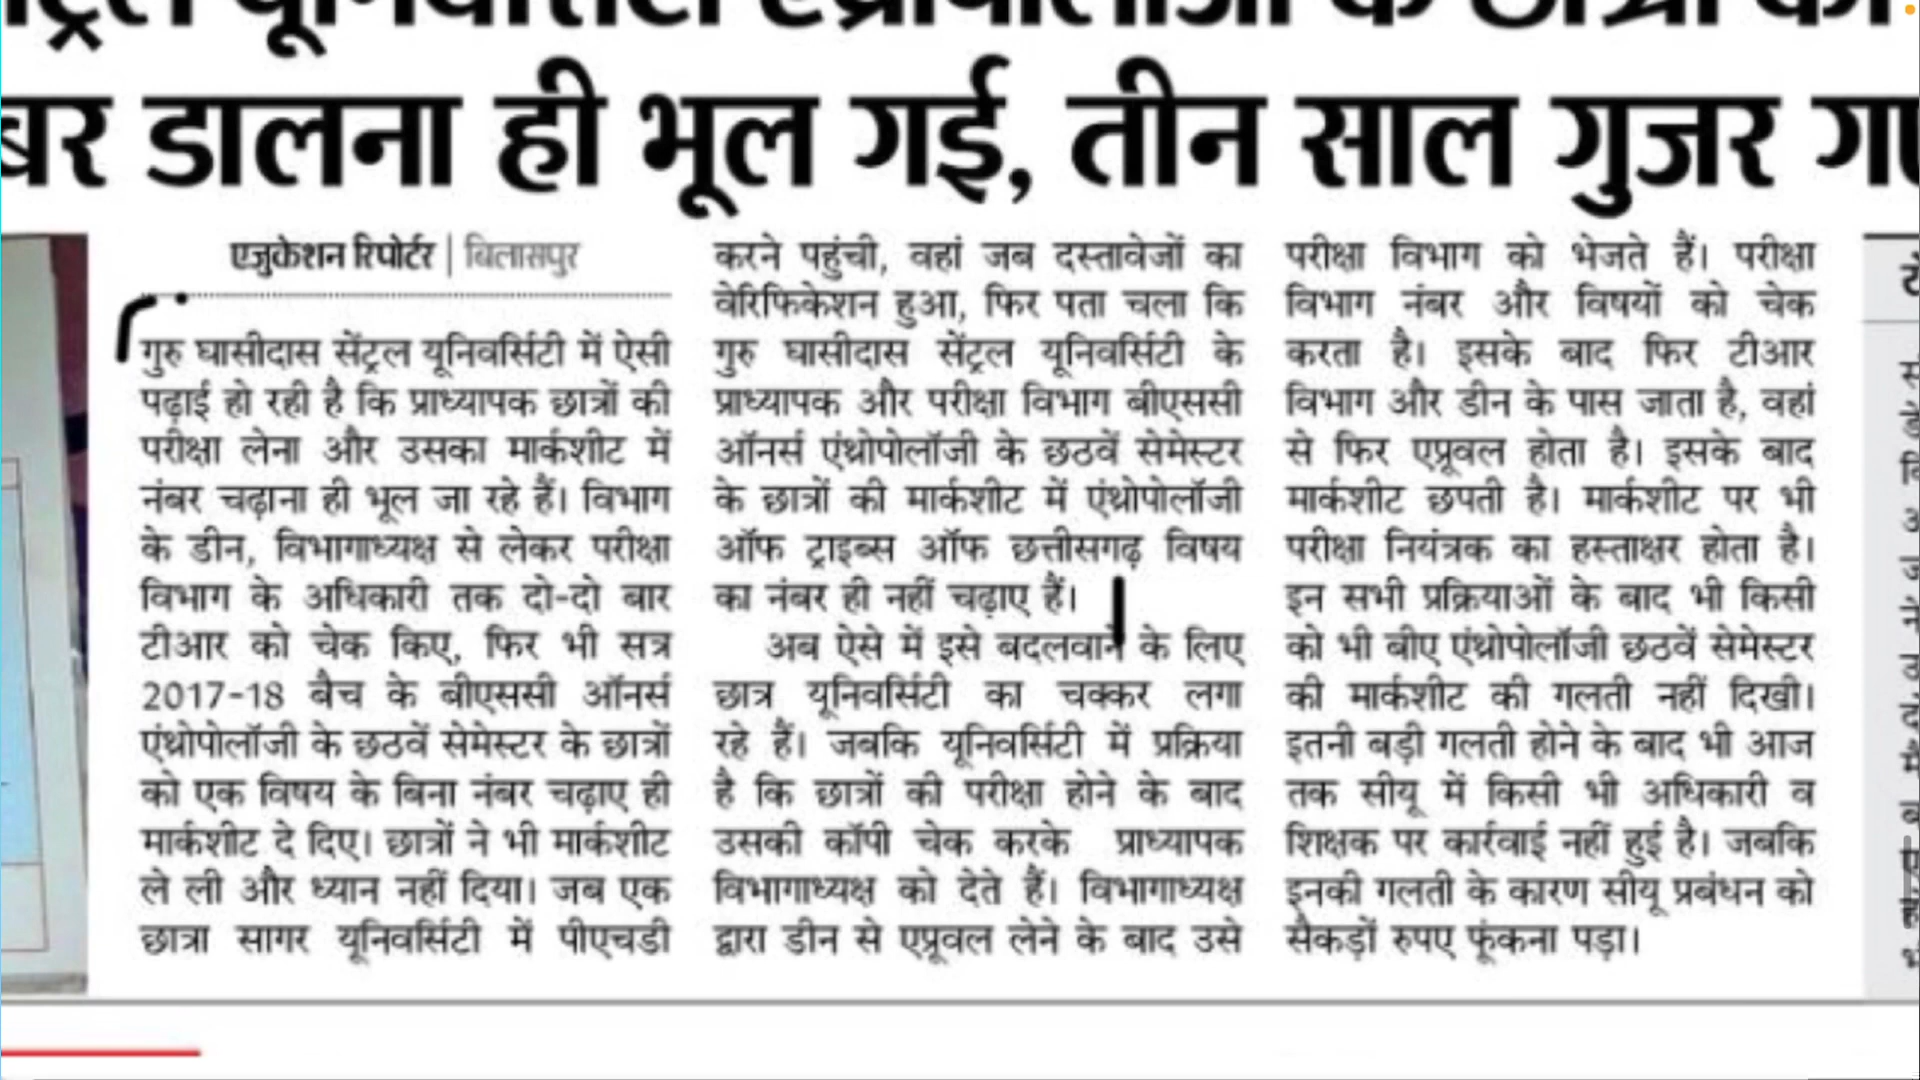 डालना ही भूल गई, तीन साल गुजर
एजुकेशन रिपोर्टर | बिलासपुर
गुरु घासीदास सेंट्रल यूनिवर्सिटी में ऐसी
पढ़ाई हो रही है कि प्राध्यापक छात्रों की
परीक्षा लेना और उसका मार्कशीट में
नंबर चढ़ाना ही भूल जा रहे हैं। विभाग
के डीन, विभागाध्यक्ष से लेकर परीक्षा
विभाग के अधिकारी तक दो-दो बार
टीआर को चेक किए, फिर भी सत्र
2017-18 बैच के बीएससी ऑनर्स
एंथ्रोपोलॉजी के छठवें सेमेस्टर के छात्रों
को एक विषय के बिना नंबर चढ़ाए ही
मार्कशीट दे दिए। छात्रों ने भी मार्कशीट
ले ली और ध्यान नहीं दिया। जब एक
छात्रा सागर यूनिवर्सिटी में पीएचडी
करने पहुंची, वहां जब दस्तावेजों का
वेरिफिकेशन हुआ, फिर पता चला कि
गुरु घासीदास सेंट्रल यूनिवर्सिटी के
प्राध्यापक और परीक्षा विभाग बीएससी
ऑनर्स एंथ्रोपोलॉजी के छठवें सेमेस्टर
के छात्रों की मार्कशीट में एंथ्रोपोलॉजी
ऑफ ट्राइब्स ऑफ छत्तीसगढ़ विषय
का नंबर ही नहीं चढ़ाए हैं।
अब ऐसे में इसे बदलवाने के लिए
छात्र यूनिवर्सिटी का चक्कर लगा
रहे हैं। जबकि यूनिवर्सिटी में प्रक्रिया
है कि छात्रों की परीक्षा होने के बाद
उसकी कॉपी चेक करके प्राध्यापक
विभागाध्यक्ष को देते हैं। विभागाध्यक्ष
द्वारा डीन से एप्रूवल लेने के बाद उसे
परीक्षा विभाग को भेजते हैं। परीक्षा
विभाग नंबर और विषयों को चेक
करता है। इसके बाद फिर टीआर
विभाग और डीन के पास जाता है, वहां
से फिर एप्रूवल होता है। इसके बाद
मार्कशीट छपती है। मार्कशीट पर भी
परीक्षा नियंत्रक का हस्ताक्षर होता है।
इन सभी प्रक्रियाओं के बाद भी किसी
को भी बीए एंथ्रोपोलॉजी छठवें सेमेस्टर
की मार्कशीट की गलती नहीं दिखी।
इतनी बड़ी गलती होने के बाद भी आज
तक सीयू में किसी भी अधिकारी व
शिक्षक पर कार्रवाई नहीं हुई है। जबकि
इनकी गलती के कारण सीयू प्रबंधन को
सैकड़ों रुपए फूंकना पड़ा।